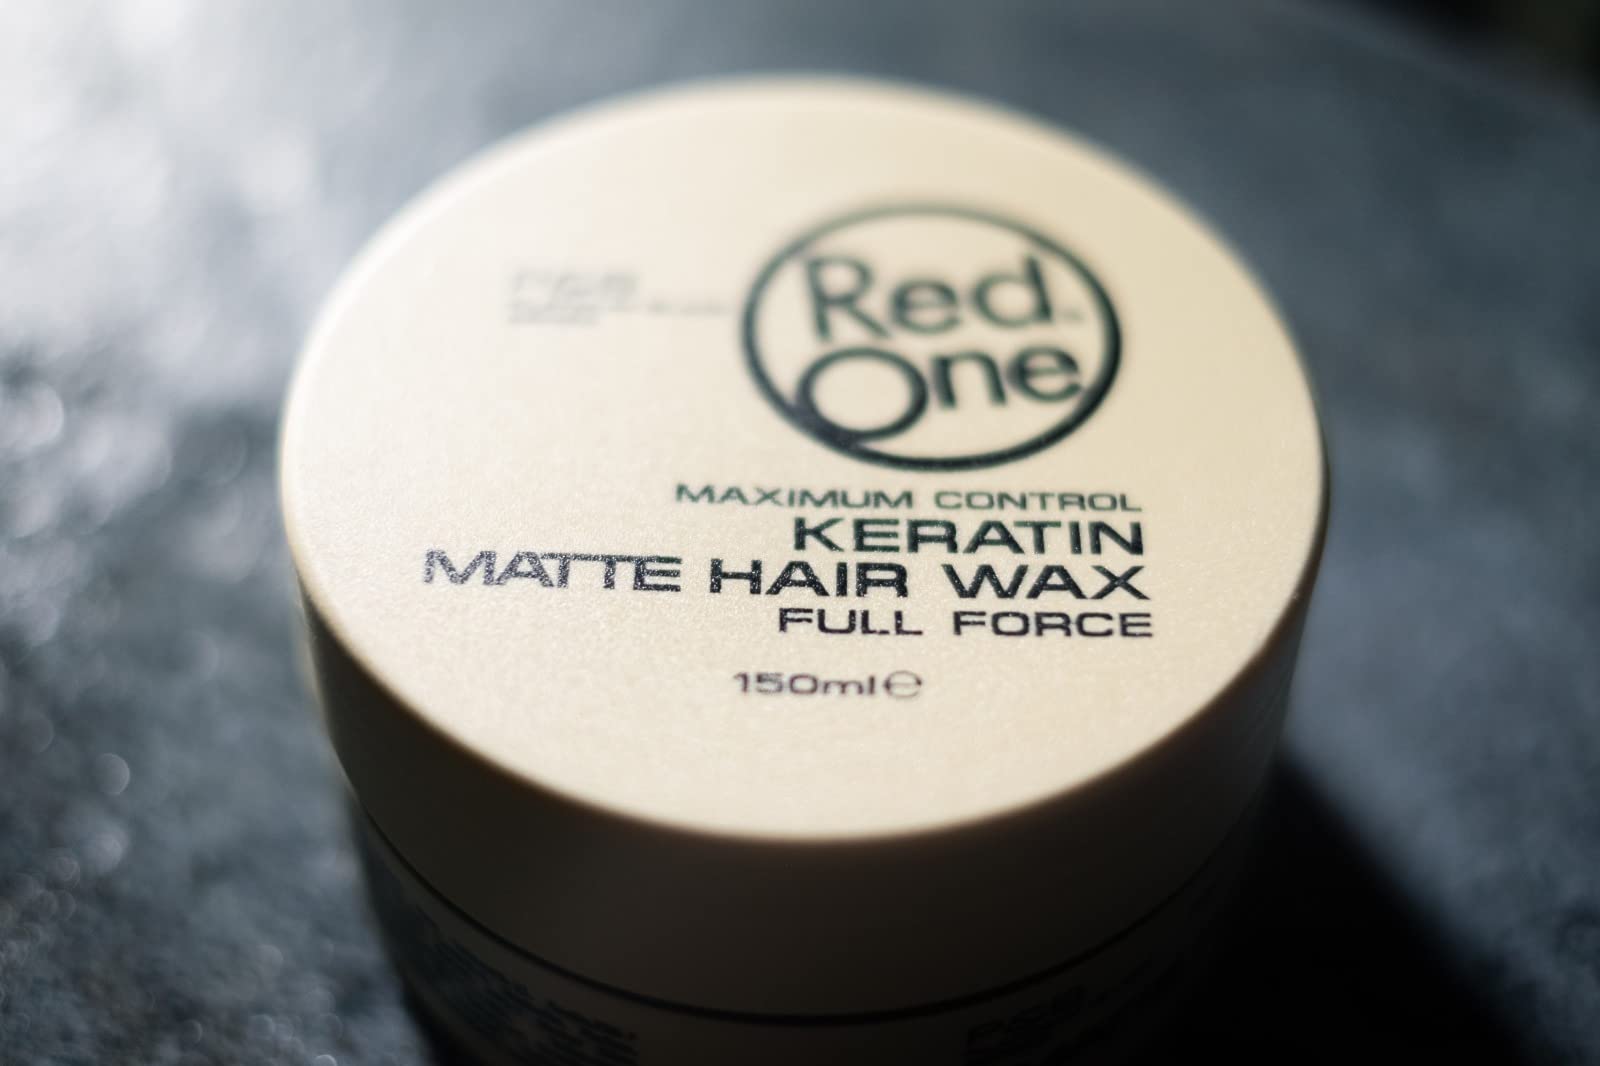 Red
One
MAXIMUM CONTROL
KERATIN
MATTE HAIR WAX
FULL FORCE
150ml℮